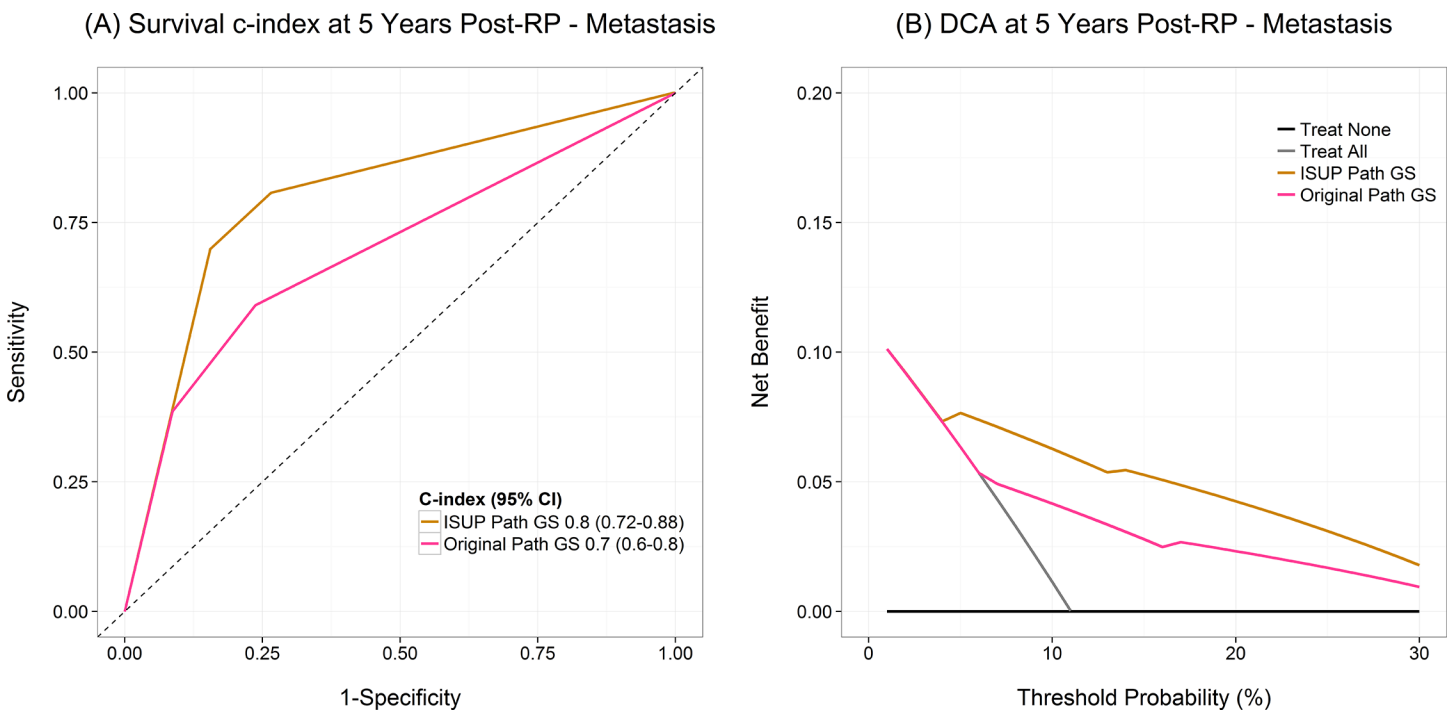 (A) Survival c-index at 5 Years Post-RP - Metastasis
Sensitivity
1.00
0.75
0.50
0.25
0.00
C-index (95% CI)
ISUP Path GS 0.8 (0.72-0.88)
Original Path GS 0.7 (0.6-0.8)
0.00 0.25 0.50 0.75 1.00
1-Specificity
(B) DCA at 5 Years Post-RP - Metastasis
Net Benefit
0.20
0.15
0.10
0.05
0.00
Treat None
Treat All
ISUP Path GS
Original Path GS
0 10 20 30
Threshold Probability (%)